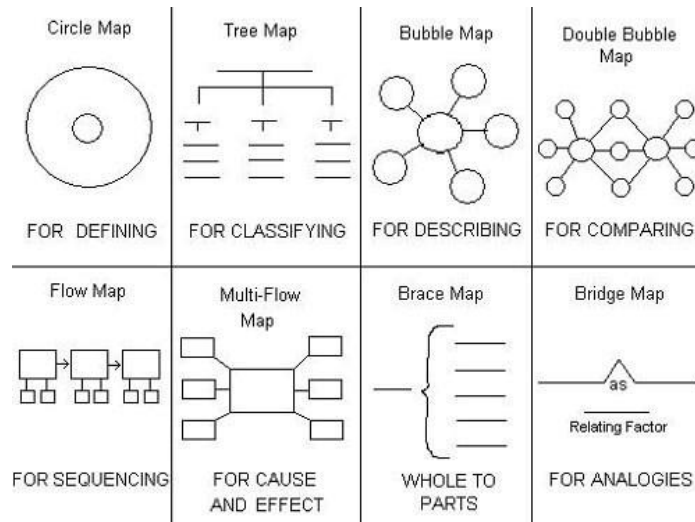 Circle Map
FOR DEFINING
Tree Map
FOR CLASSIFYING
Bubble Map
FOR DESCRIBING
Double Bubble
Map
FOR COMPARING
Flow Map
FOR SEQUENCING
Multi-Flow
Map
FOR CAUSE
AND EFFECT
Brace Map
WHOLE TO
PARTS
Bridge Map
as
Relating Factor
FOR ANALOGIES